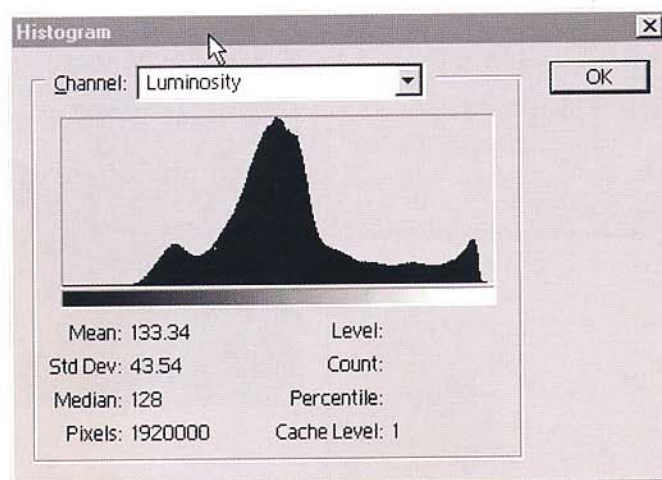 Histogram
Channel: Luminosity
OK
Mean: 133.34
Level:
Std Dev: 43.54
Count:
Median: 128
Percentile:
Pixels: 1920000
Cache Level: 1